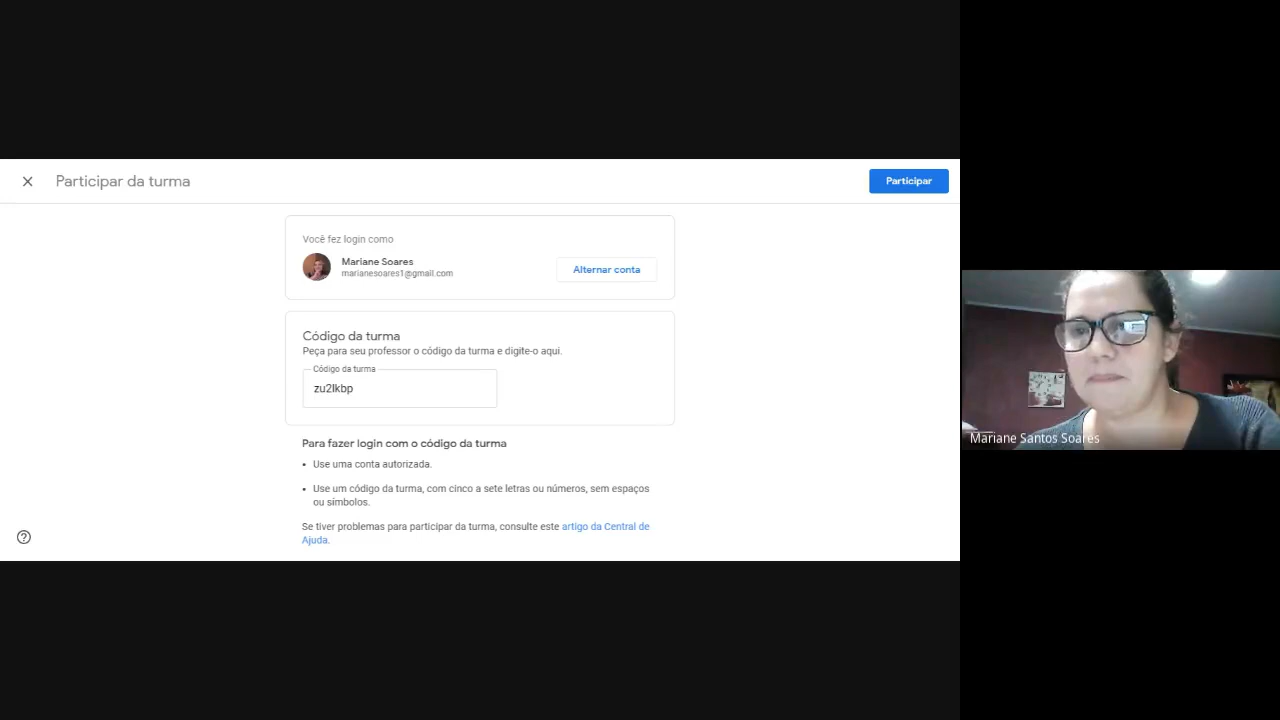 Participar da turma
Participar
Você fez login como
Mariane Soares
marianesoares1@gmail.com
Alternar conta
Código da turma
Peça para seu professor o código da turma e digite-o aqui.
Código da turma
zu2lkbp
Para fazer login com o código da turma
• Use uma conta autorizada.
• Use um código da turma, com cinco a sete letras ou números, sem espaços
ou símbolos.
Se tiver problemas para participar da turma, consulte este artigo da Central de
Ajuda.
Mariane Santos Soares